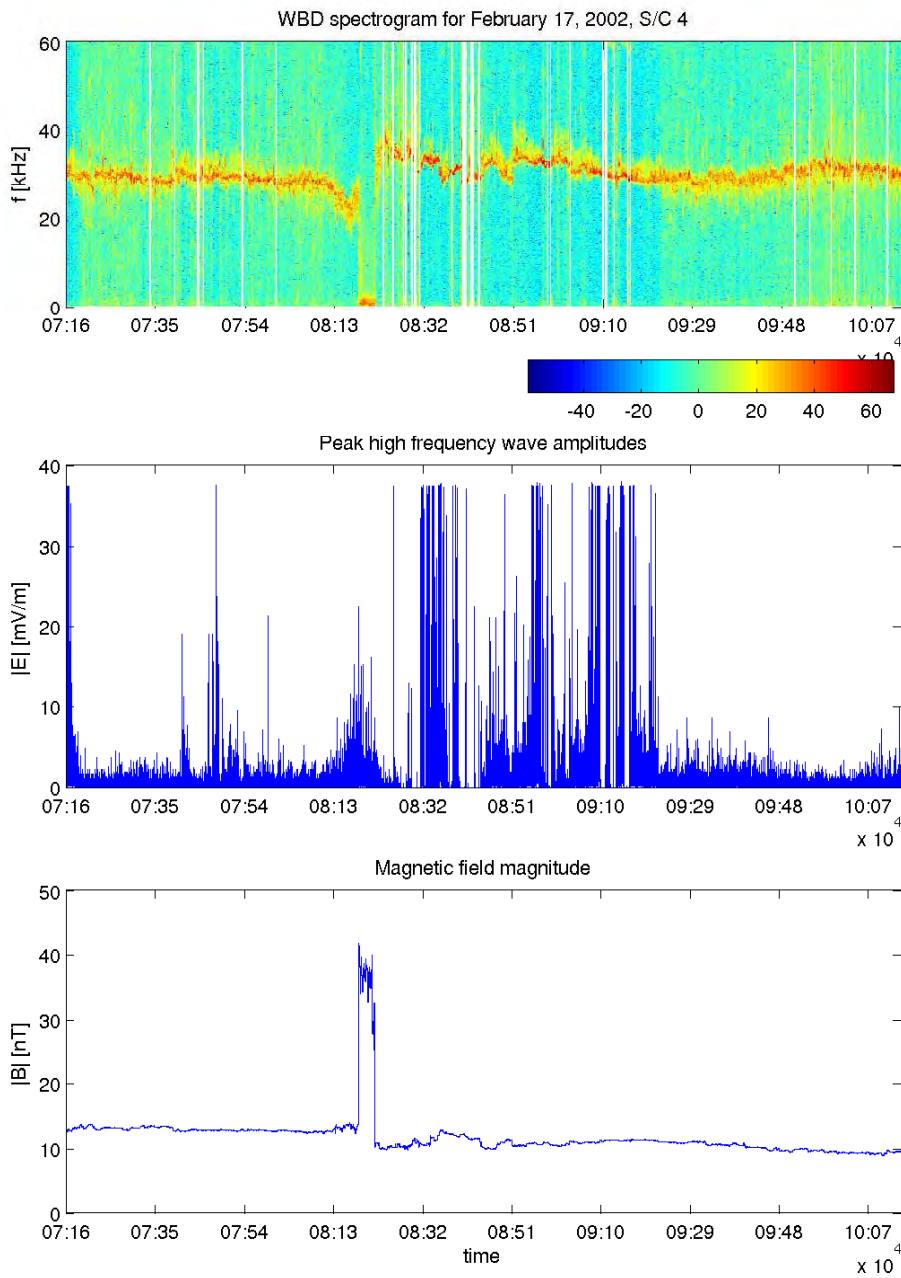 WBD spectrogram for February 17, 2002, S/C 4
60
40
20
0
f [kHz]
07:16 07:35 07:54 08:13 08:32 08:51 09:10 09:29 09:48 10:07
x 10 4
-40 -20 0 20 40 60
Peak high frequency wave amplitudes
40
30
20
10
0
|E| [mV/m]
07:16 07:35 07:54 08:13 08:32 08:51 09:10 09:29 09:48 10:07
x 10 4
Magnetic field magnitude
50
40
30
20
10
0
|B| [nT]
07:16 07:35 07:54 08:13 08:32 08:51 09:10 09:29 09:48 10:07
time
x 10 4